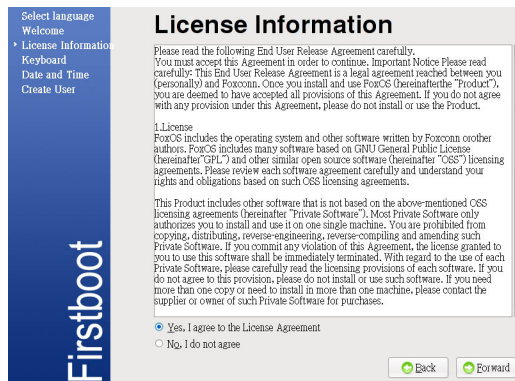 Select language
Welcome
License Information
Keyboard
Date and Time
Create User
Firstboot
License Information
Please read the following End User Release Agreement carefully.
You must accept this Agreement in order to continue. Important Notice Please read
carefully: This End User Release Agreement is a legal agreement reached between you
(personally) and Foxconn. Once you install and use FoxOS (hereinafterthe "Product"),
you are deemed to have accepted all provisions of this Agreement. If you do not agree
with any provision under this Agreement, please do not install or use the Product.
1.License
FoxOS includes the operating system and other software written by Foxconn orother
authors. FoxOS includes many software based on GNU General Public License
(hereinafter"GPL") and other similar open source software (hereinafter "OSS") licensing
agreements. Please review each software agreement carefully and understand your
rights and obligations based on such OSS licensing agreements.
This Product includes other software that is not based on the above-mentioned OSS
licensing agreements (hereinafter "Private Software"). Most Private Software only
authorizes you to install and use it on one single machine. You are prohibited from
copying, distributing, reverse-engineering, reverse-compiling and amending such
Private Software. If you commit any violation of this Agreement, the license granted to
you to use this software shall be immediately terminated. With regard to the use of each
Private Software, please carefully read the licensing provisions of each software. If you
do not agree to this provision, please do not install or use such software. If you need
more than one copy or need to install in more than one machine, please contact the
supplier or owner of such Private Software for purchases.
Yes, I agree to the License Agreement
No, I do not agree
Back
Forward